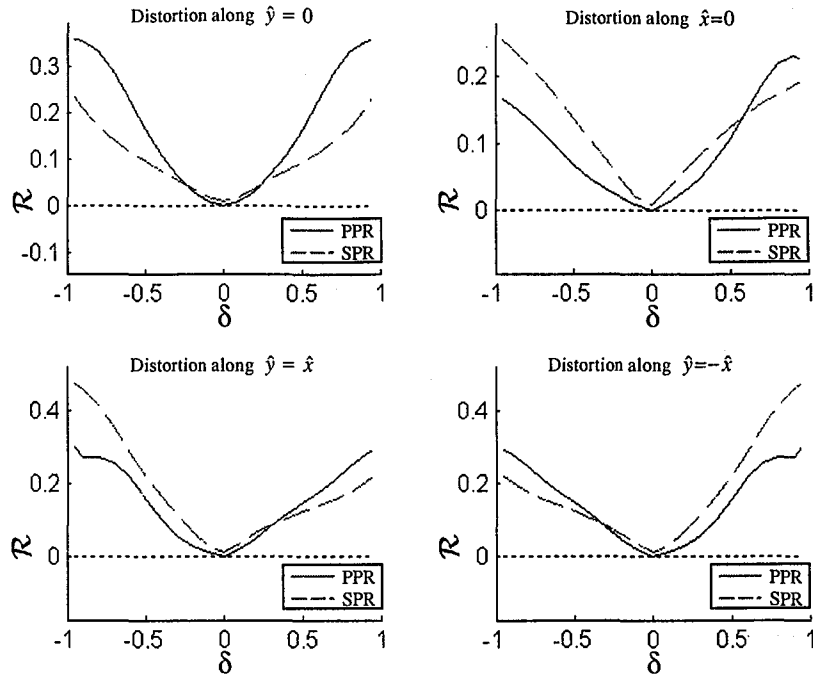 Distortion along ŷ = 0
0.3
0.2
0.1
0
-0.1
ℛ
PPR
SPR
-1 -0.5 0 0.5 1
δ
Distortion along x̂=0
0.2
0.1
0
ℛ
PPR
SPR
-1 -0.5 0 0.5 1
δ
Distortion along ŷ = x̂
0.4
0.2
0
ℛ
PPR
SPR
-1 -0.5 0 0.5 1
δ
Distortion along ŷ=-x̂
0.4
0.2
0
ℛ
PPR
SPR
-1 -0.5 0 0.5 1
δ